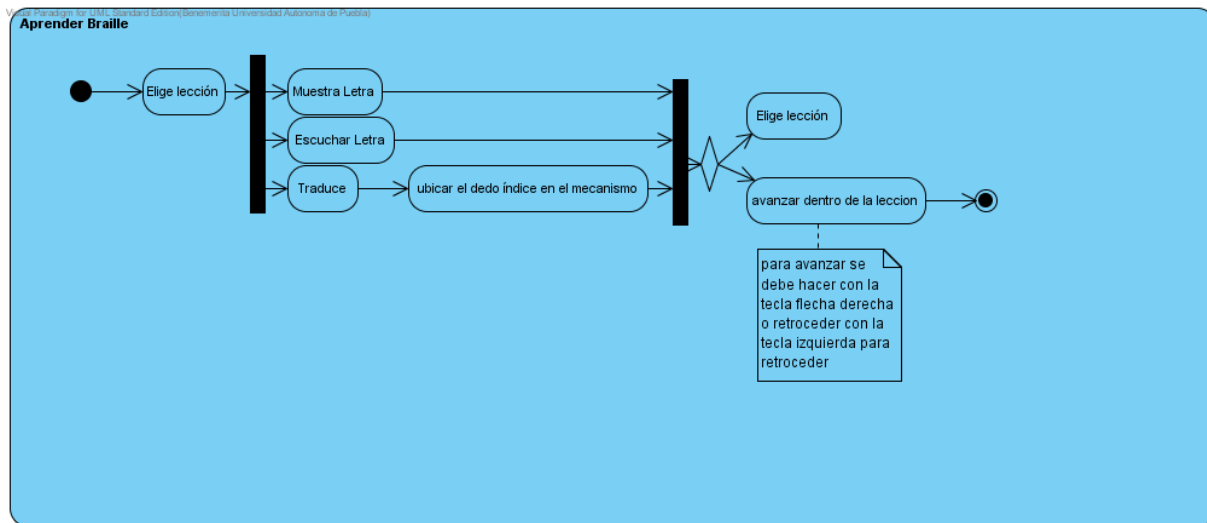 Visual Paradigm for UML Standard Edition(Benemerita Universidad Autonoma de Puebla)
Aprender Braille
Elige lección
Muestra Letra
Escuchar Letra
Traduce
ubicar el dedo índice en el mecanismo
Elige lección
avanzar dentro de la leccion
para avanzar se
debe hacer con la
tecla flecha derecha
o retroceder con la
tecla izquierda para
retroceder